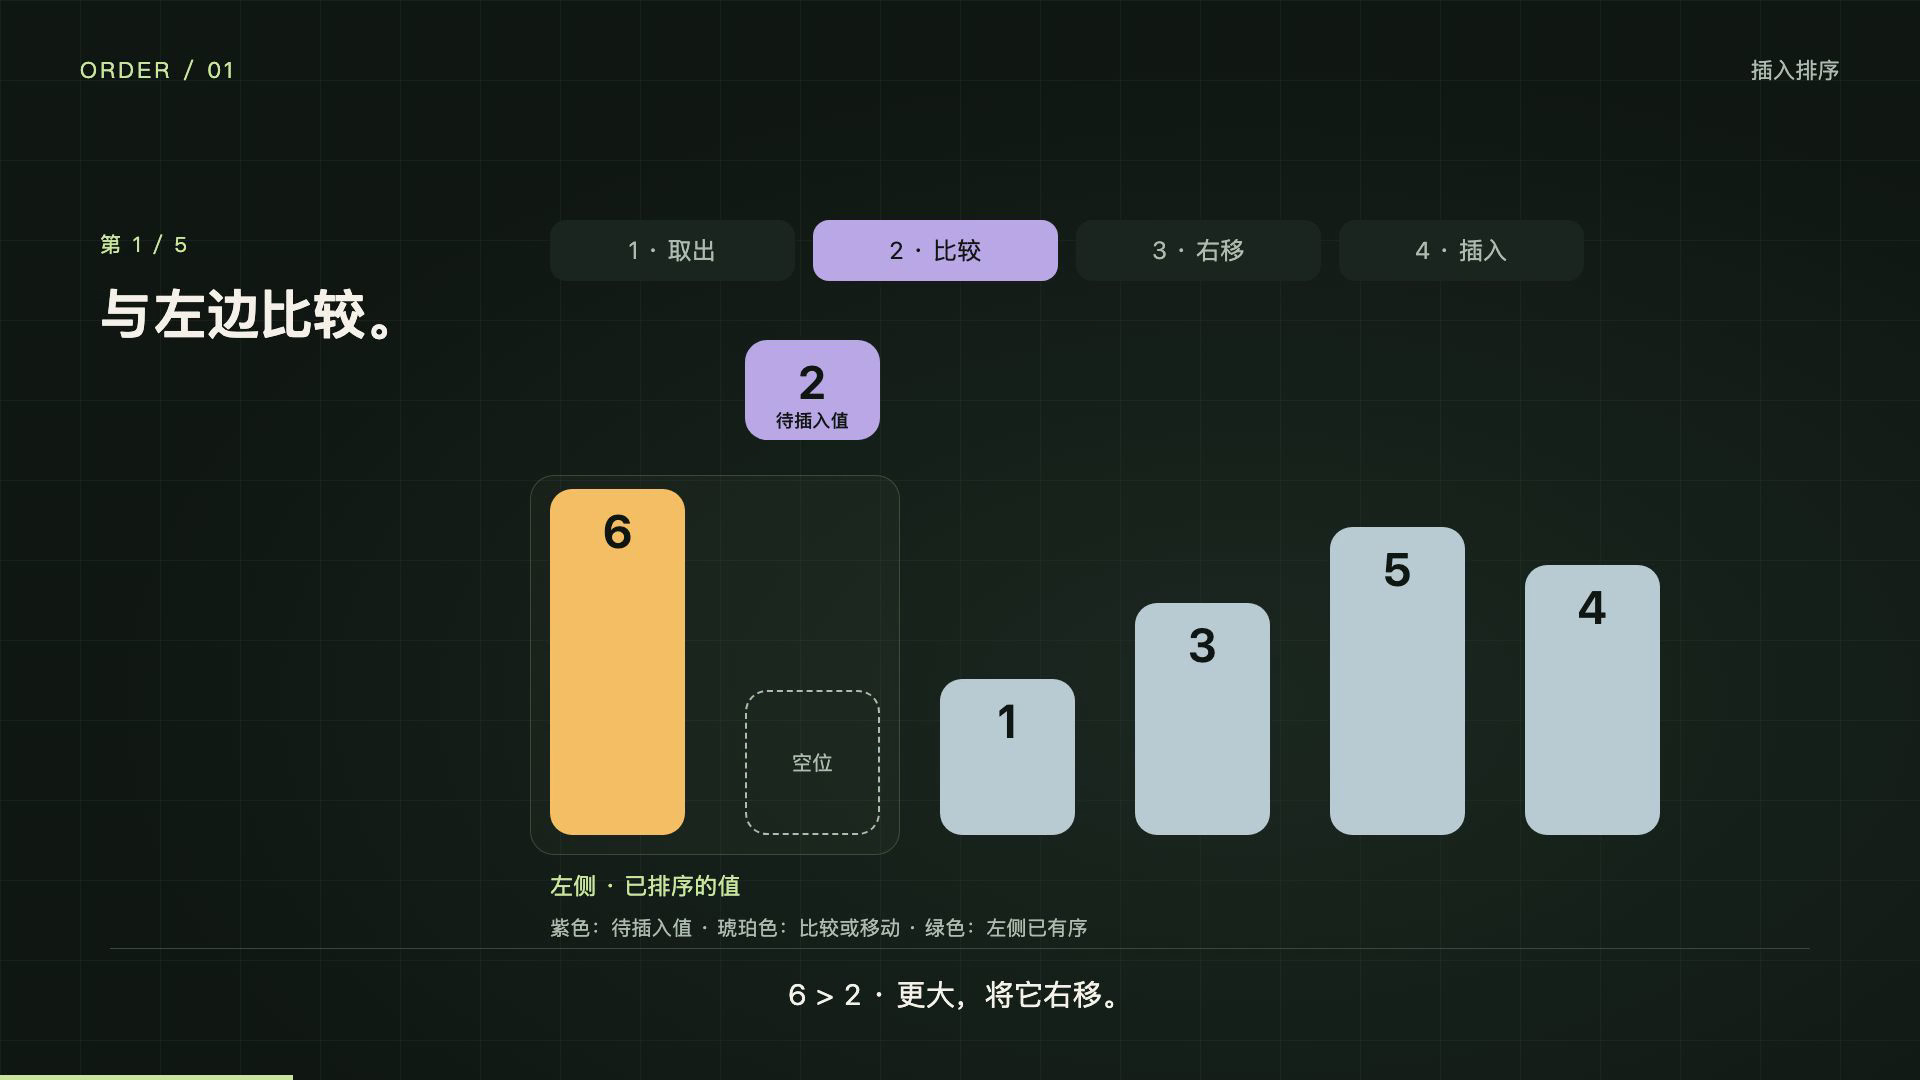 ORDER / 01
插入排序
第 1 / 5
与左边比较。
1 · 取出
2 · 比较
3 · 右移
4 · 插入
2
待插入值
6
空位
1
3
5
4
左侧 · 已排序的值
紫色：待插入值 · 琥珀色：比较或移动 · 绿色：左侧已有序
6 > 2 · 更大，将它右移。